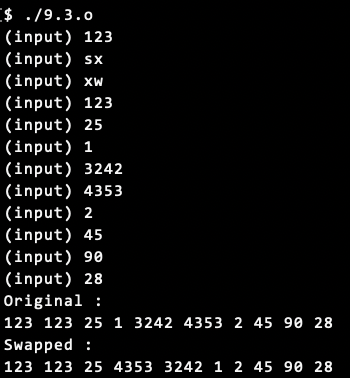 $ ./9.3.o
(input) 123
(input) sx
(input) xw
(input) 123
(input) 25
(input) 1
(input) 3242
(input) 4353
(input) 2
(input) 45
(input) 90
(input) 28
Original :
123 123 25 1 3242 4353 2 45 90 28
Swapped :
123 123 25 4353 3242 1 2 45 90 28